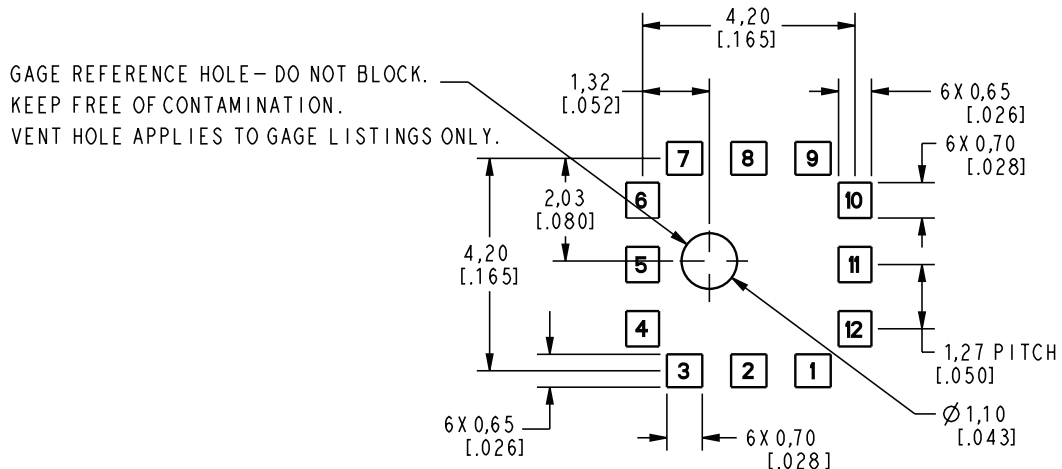 4,20
[.165]
GAGE REFERENCE HOLE- DO NOT BLOCK.
KEEP FREE OF CONTAMINATION.
VENT HOLE APPLIES TO GAGE LISTINGS ONLY.
1,32
[.052]
6X 0,65
[.026]
6X 0,70
[.028]
7
8
9
2,03
[.080]
6
10
4,20
[.165]
5
11
4
12
1,27 PITCH
[.050]
3
2
1
Ø 1,10
[.043]
6X 0,65
[.026]
6X 0,70
[.028]